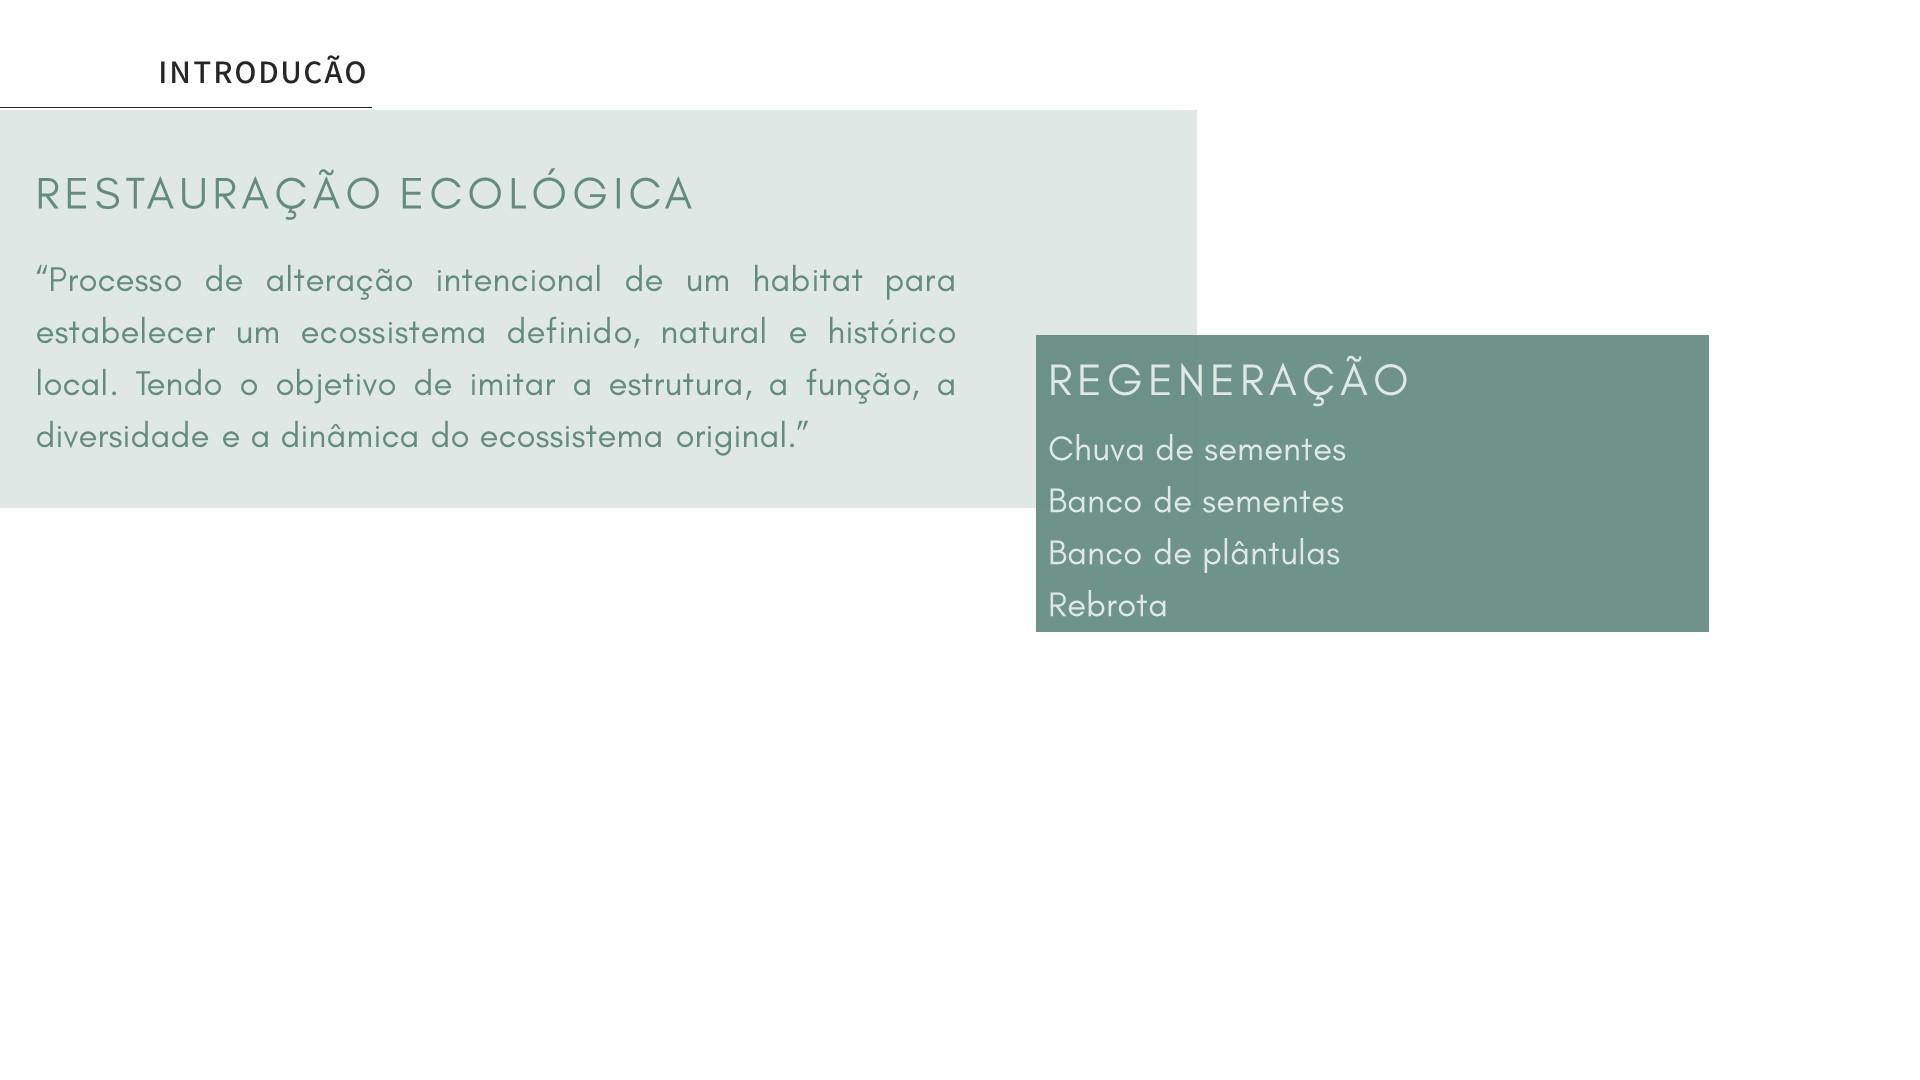 INTRODUCÃO
RESTAURAÇÃO ECOLÓGICA
“Processo de alteração intencional de um habitat para
estabelecer um ecossistema definido, natural e histórico
local. Tendo o objetivo de imitar a estrutura, a função, a
diversidade e a dinâmica do ecossistema original.”
REGENERAÇÃO
Chuva de sementes
Banco de sementes
Banco de plântulas
Rebrota